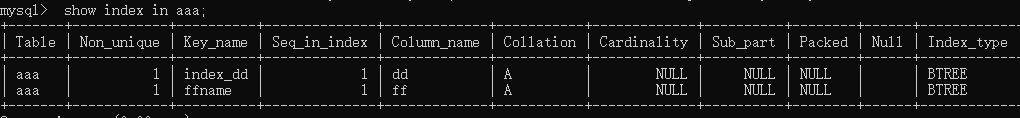 mysql>  show index in aaa;
+-------+------------+----------+--------------+-------------+-----------+-------------+----------+--------+------+------------+
| Table | Non_unique | Key_name | Seq_in_index | Column_name | Collation | Cardinality | Sub_part | Packed | Null | Index_type
+-------+------------+----------+--------------+-------------+-----------+-------------+----------+--------+------+------------+
| aaa   |          1 | index_dd |            1 | dd          | A         |        NULL |     NULL | NULL   |      | BTREE
| aaa   |          1 | ffname   |            1 | ff          | A         |        NULL |     NULL | NULL   |      | BTREE
+-------+------------+----------+--------------+-------------+-----------+-------------+----------+--------+------+------------+